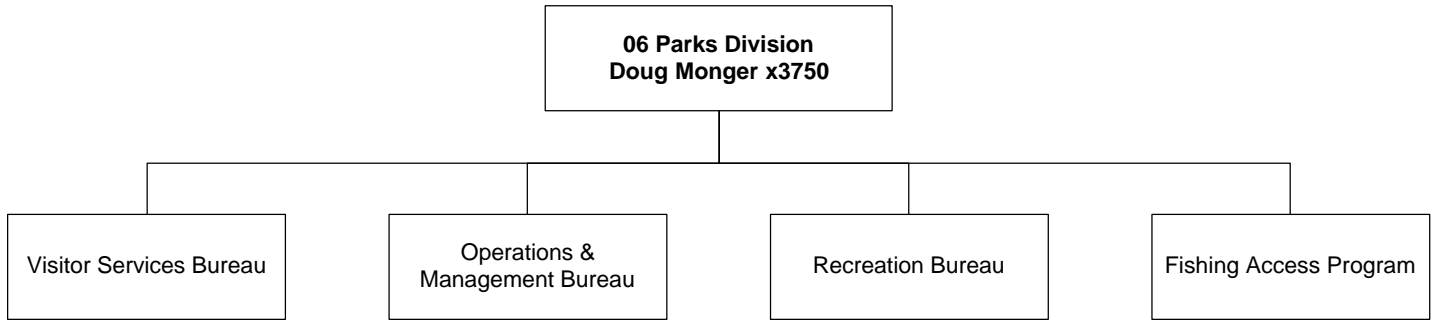 06 Parks Division
Doug Monger x3750
Visitor Services Bureau
Operations &
Management Bureau
Recreation Bureau
Fishing Access Program